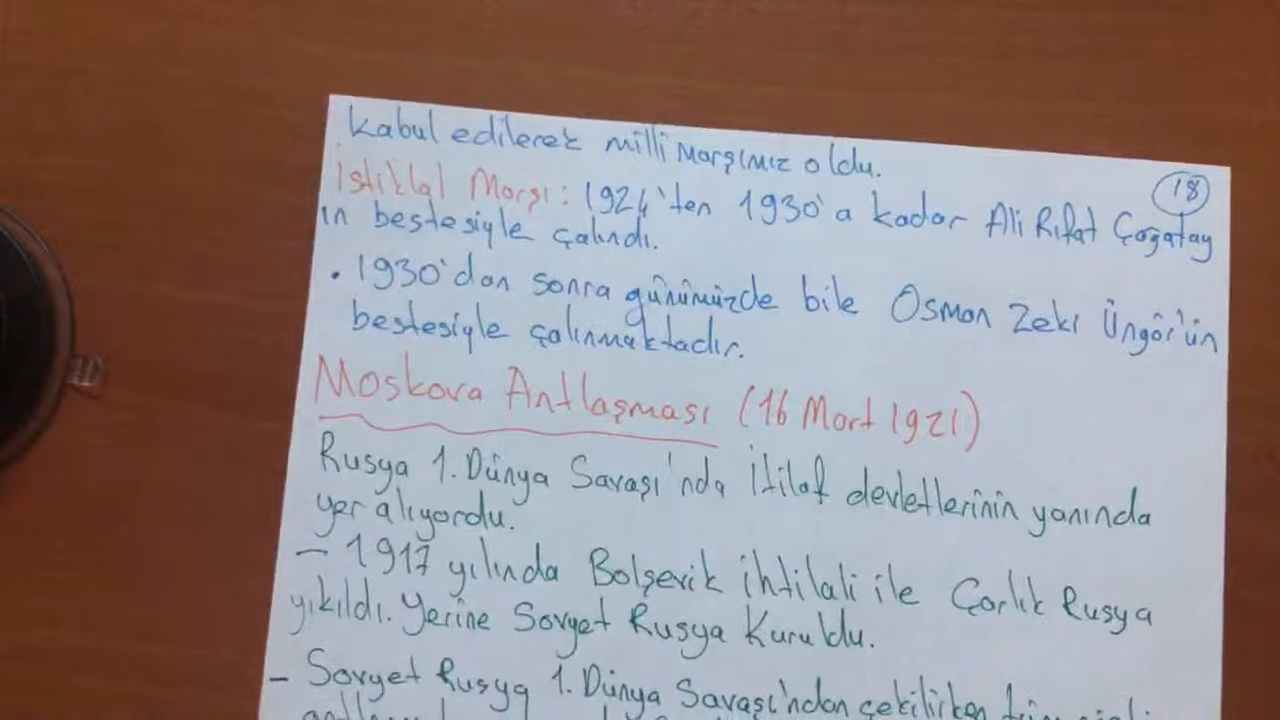 18
Kabul edilerek milli Marşımız oldu.
İstiklal Marşı: 1924'ten 1930'a kadar Ali Rıfat Çağatay
ın bestesiyle çalındı.
• 1930'dan sonra günümüzde bile Osman Zeki Üngör'ün
bestesiyle çalınmaktadır.
Moskova Antlaşması (16 Mart 1921)
Rusya 1. Dünya Savaşı'nda İtilaf devletlerinin yanında
yer alıyordu.
– 1917 yılında Bolşevik ihtilali ile Çarlık Rusya
yıkıldı. Yerine Sovyet Rusya Kuruldu.
– Sovyet Rusya 1. Dünya Savaşı'ndan çekilirken